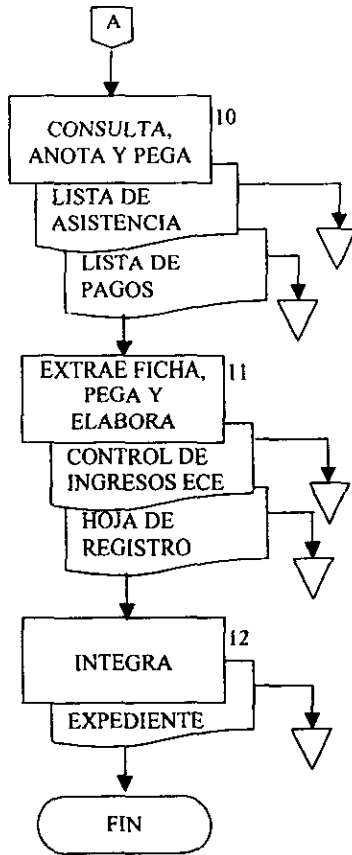 A
10
CONSULTA,
ANOTA Y PEGA
LISTA DE
ASISTENCIA
LISTA DE
PAGOS
11
EXTRAE FICHA,
PEGA Y
ELABORA
CONTROL DE
INGRESOS ECE
HOJA DE
REGISTRO
12
INTEGRA
EXPEDIENTE
FIN